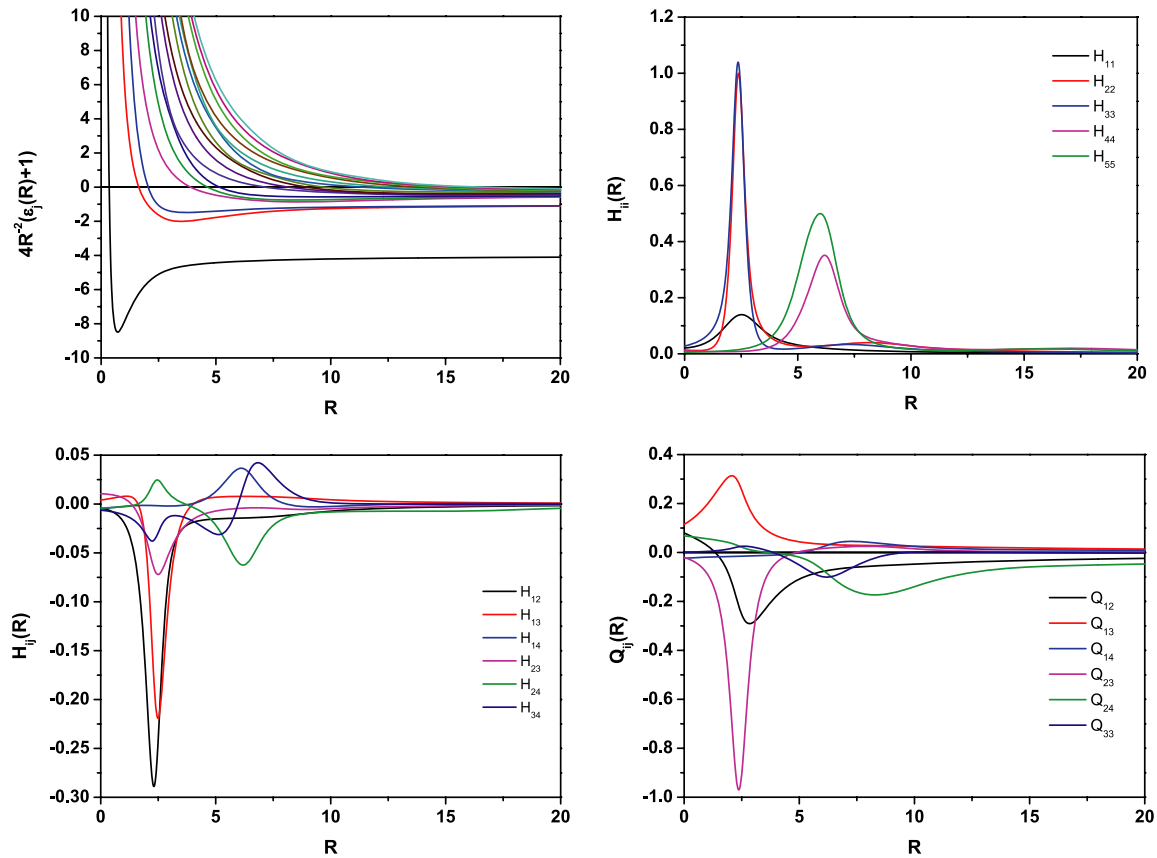 4R⁻²(ε_j(R)+1)
10
8
6
4
2
0
-2
-4
-6
-8
-10
0 5 10 15 20
R
H_ii(R)
1.2
1.0
0.8
0.6
0.4
0.2
0.0
H_11
H_22
H_33
H_44
H_55
0 5 10 15 20
R
H_ij(R)
0.05
0.00
-0.05
-0.10
-0.15
-0.20
-0.25
-0.30
H_12
H_13
H_14
H_23
H_24
H_34
0 5 10 15 20
R
Q_ij(R)
0.4
0.2
0.0
-0.2
-0.4
-0.6
-0.8
-1.0
Q_12
Q_13
Q_14
Q_23
Q_24
Q_33
0 5 10 15 20
R